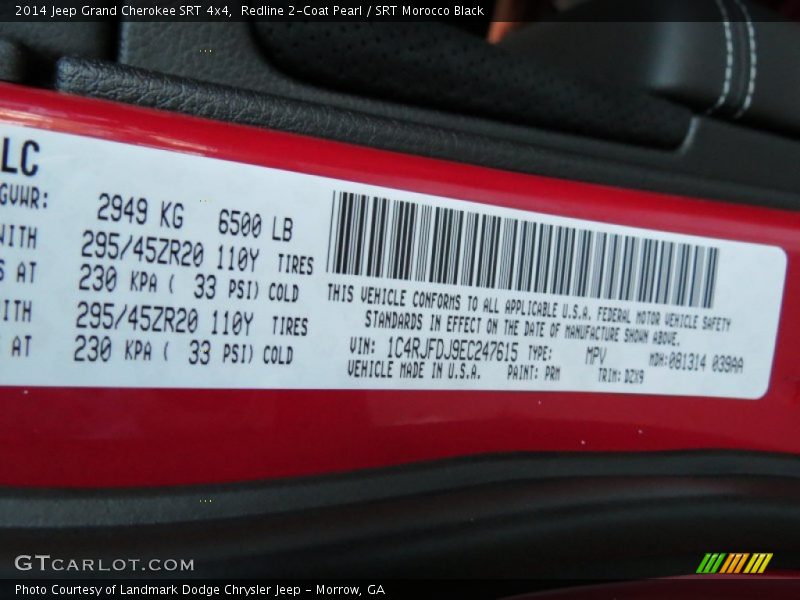 2014 Jeep Grand Cherokee SRT 4x4,  Redline 2-Coat Pearl / SRT Morocco Black
LC
GVWR:
2949 KG 6500 LB
WITH 295/45ZR20 110Y TIRES
AT 230 KPA ( 33 PSI) COLD
ITH 295/45ZR20 110Y TIRES
AT 230 KPA ( 33 PSI) COLD
THIS VEHICLE CONFORMS TO ALL APPLICABLE U.S.A. FEDERAL MOTOR VEHICLE SAFETY
STANDARDS IN EFFECT ON THE DATE OF MANUFACTURE SHOWN ABOVE.
VIN: 1C4RJFDJ9EC247615 TYPE: MPV MDH:081314 039AA
VEHICLE MADE IN U.S.A. PAINT: PRM TRIM: DZX9
GTCARLOT.COM
Photo Courtesy of Landmark Dodge Chrysler Jeep - Morrow, GA